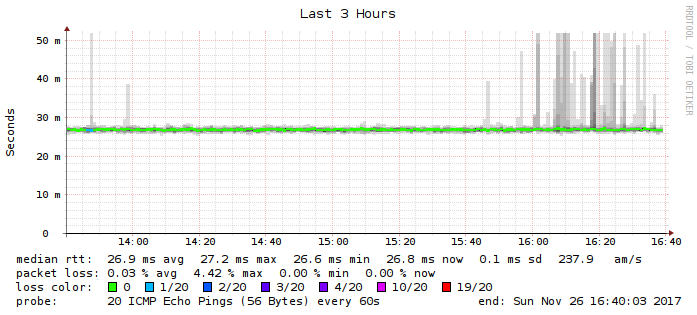 Last 3 Hours
RRDTOOL / TOBI OETIKER
Seconds
50 m
40 m
30 m
20 m
10 m
0
14:00 14:20 14:40 15:00 15:20 15:40 16:00 16:20 16:40
median rtt: 26.9 ms avg 27.2 ms max 26.6 ms min 26.8 ms now 0.1 ms sd 237.9 am/s
packet loss: 0.03 % avg 4.42 % max 0.00 % min 0.00 % now
loss color: 0 1/20 2/20 3/20 4/20 10/20 19/20
probe: 20 ICMP Echo Pings (56 Bytes) every 60s end: Sun Nov 26 16:40:03 2017